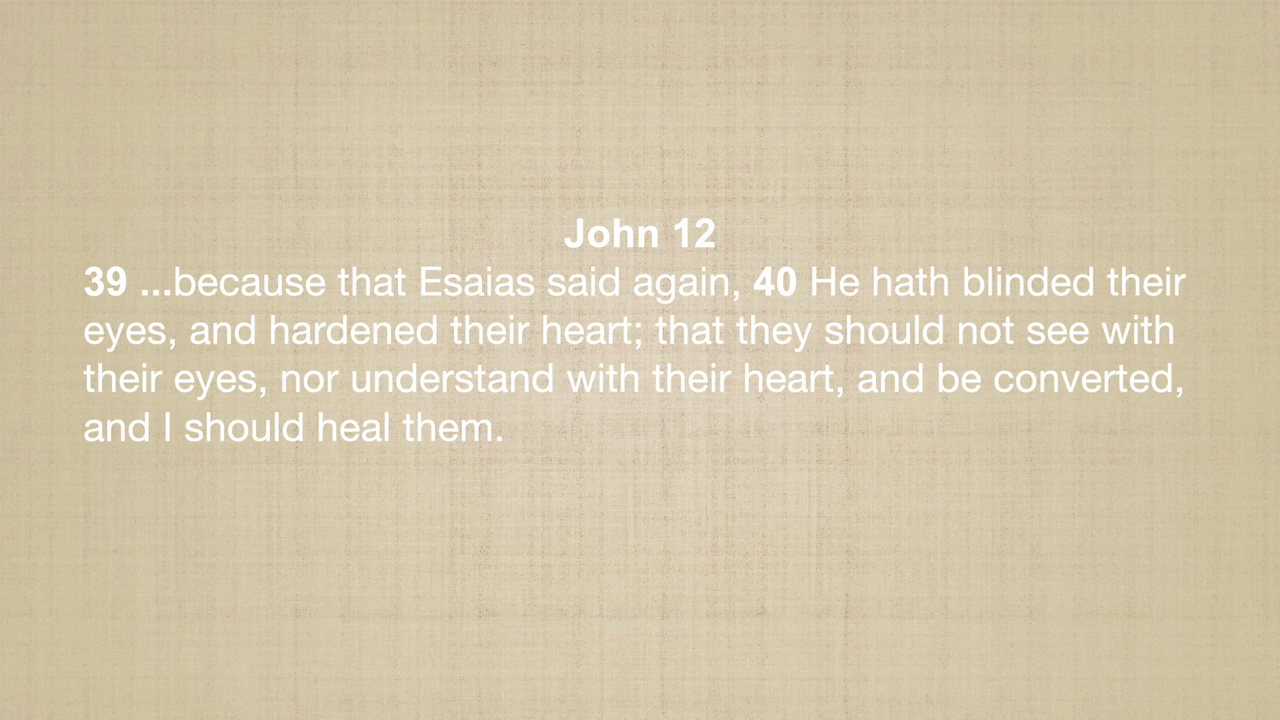 John 12
39 ...because that Esaias said again, 40 He hath blinded their
eyes, and hardened their heart; that they should not see with
their eyes, nor understand with their heart, and be converted,
and I should heal them.